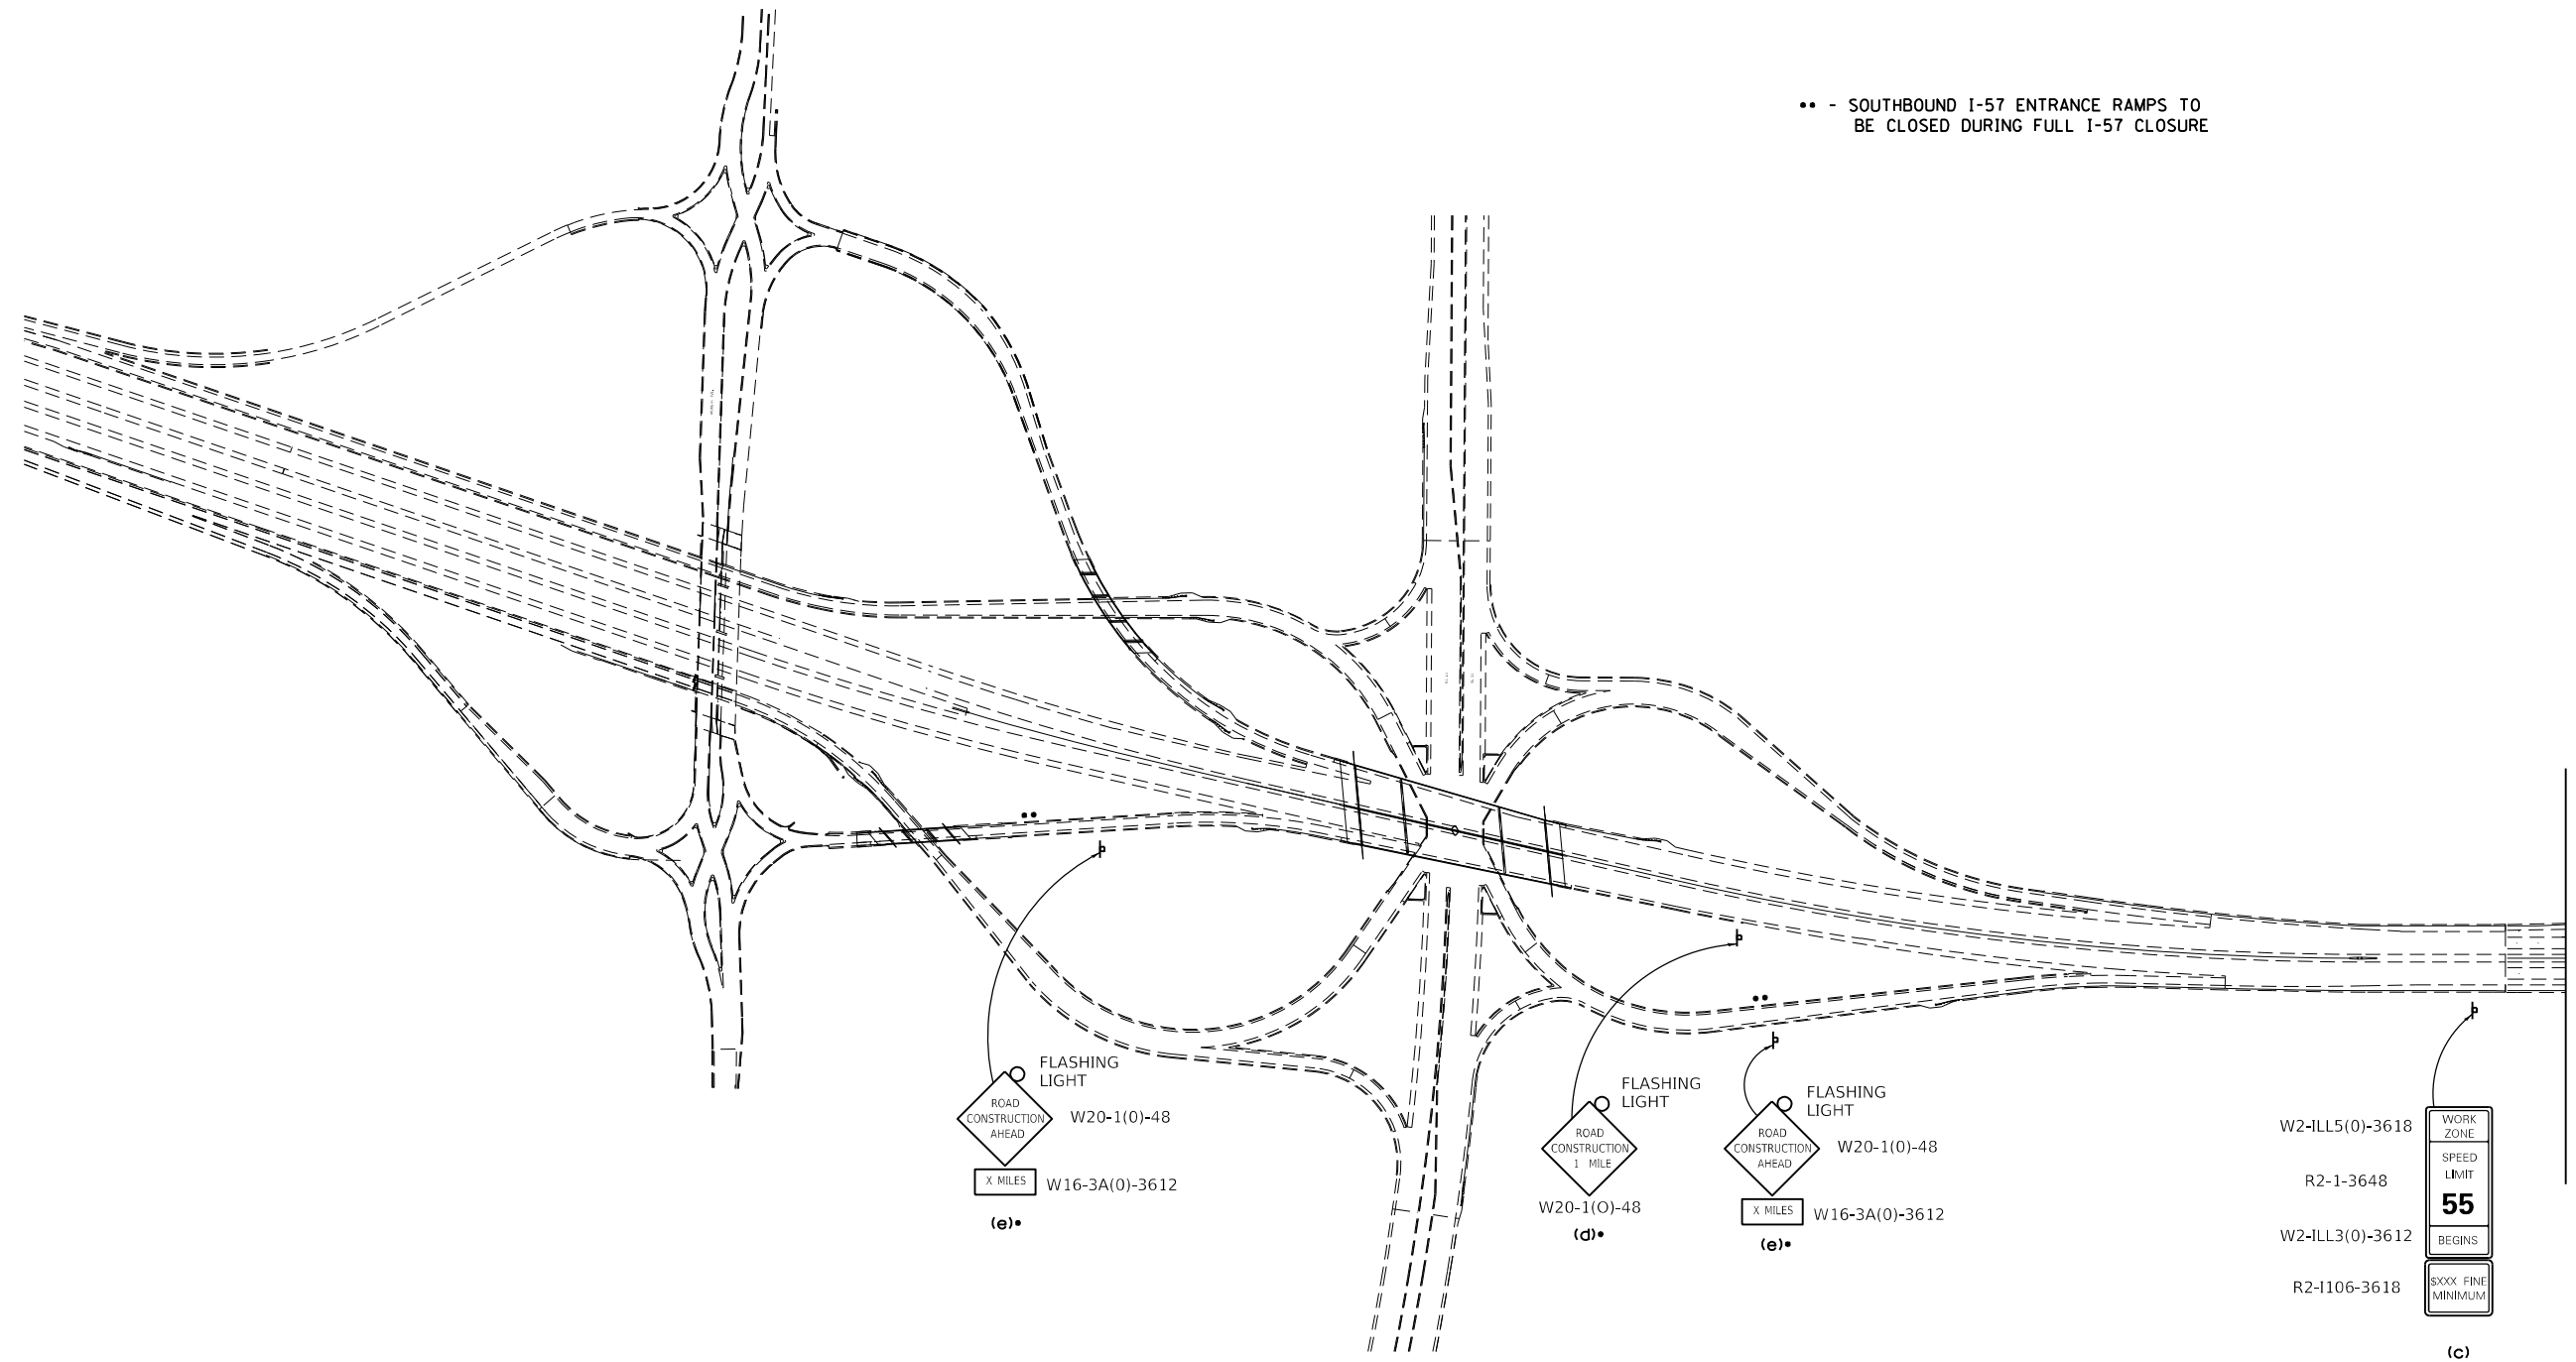 •• - SOUTHBOUND I-57 ENTRANCE RAMPS TO
BE CLOSED DURING FULL I-57 CLOSURE
••
••
FLASHING
LIGHT
ROAD
CONSTRUCTION
AHEAD
W20-1(0)-48
X MILES
W16-3A(0)-3612
(e)•
FLASHING
LIGHT
ROAD
CONSTRUCTION
1 MILE
W20-1(O)-48
(d)•
FLASHING
LIGHT
ROAD
CONSTRUCTION
AHEAD
W20-1(0)-48
X MILES
W16-3A(0)-3612
(e)•
W2-ILL5(0)-3618
WORK
ZONE
SPEED
LIMIT
R2-1-3648
55
W2-ILL3(0)-3612
BEGINS
R2-I106-3618
$XXX FINE
MINIMUM
(c)